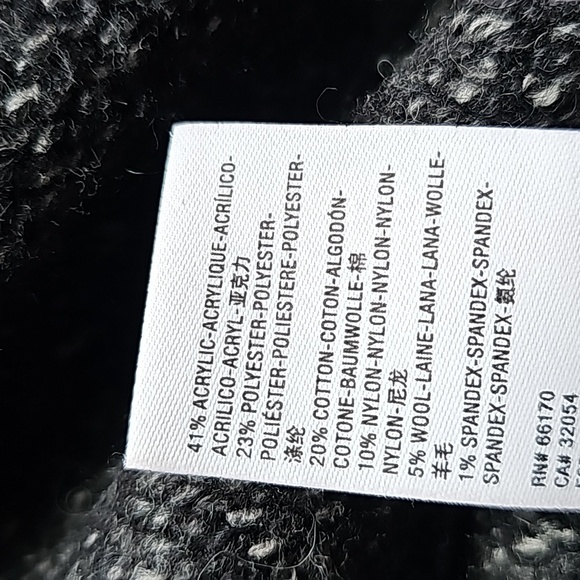 41% ACRYLIC-ACRYLIQUE-ACRÍLICO-
ACRILICO-ACRYL-亚克力
23% POLYESTER-POLYESTER-
POLIÉSTER-POLIESTERE-POLYESTER-
涤纶
20% COTTON-COTON-ALGODÓN-
COTONE-BAUMWOLLE-棉
10% NYLON-NYLON-NYLON-NYLON-
NYLON-尼龙
5% WOOL-LAINE-LANA-LANA-WOLLE-
羊毛
1% SPANDEX-SPANDEX-SPANDEX-
SPANDEX-SPANDEX-氨纶
RN# 66170
CA# 32054